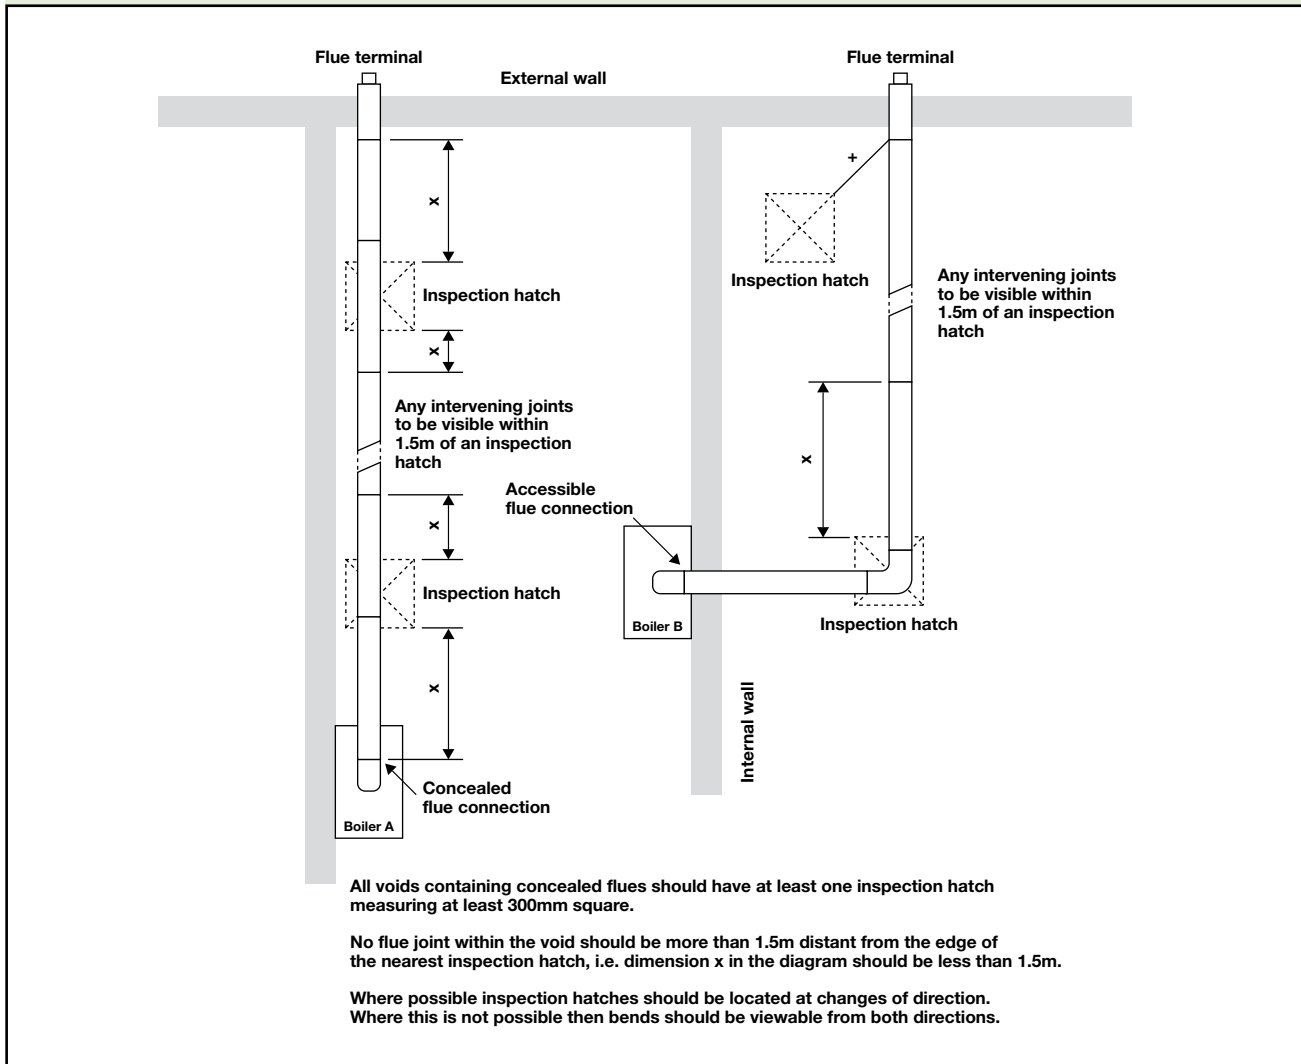 Flue terminal
Flue terminal
External wall
x
+
Inspection hatch
Any intervening joints
to be visible within
1.5m of an inspection
hatch
Inspection hatch
x
Any intervening joints
to be visible within
1.5m of an inspection
hatch
x
Accessible
flue connection
x
Inspection hatch
Boiler B
Inspection hatch
x
Internal wall
Concealed
flue connection
Boiler A
All voids containing concealed flues should have at least one inspection hatch
measuring at least 300mm square.
No flue joint within the void should be more than 1.5m distant from the edge of
the nearest inspection hatch, i.e. dimension x in the diagram should be less than 1.5m.
Where possible inspection hatches should be located at changes of direction.
Where this is not possible then bends should be viewable from both directions.